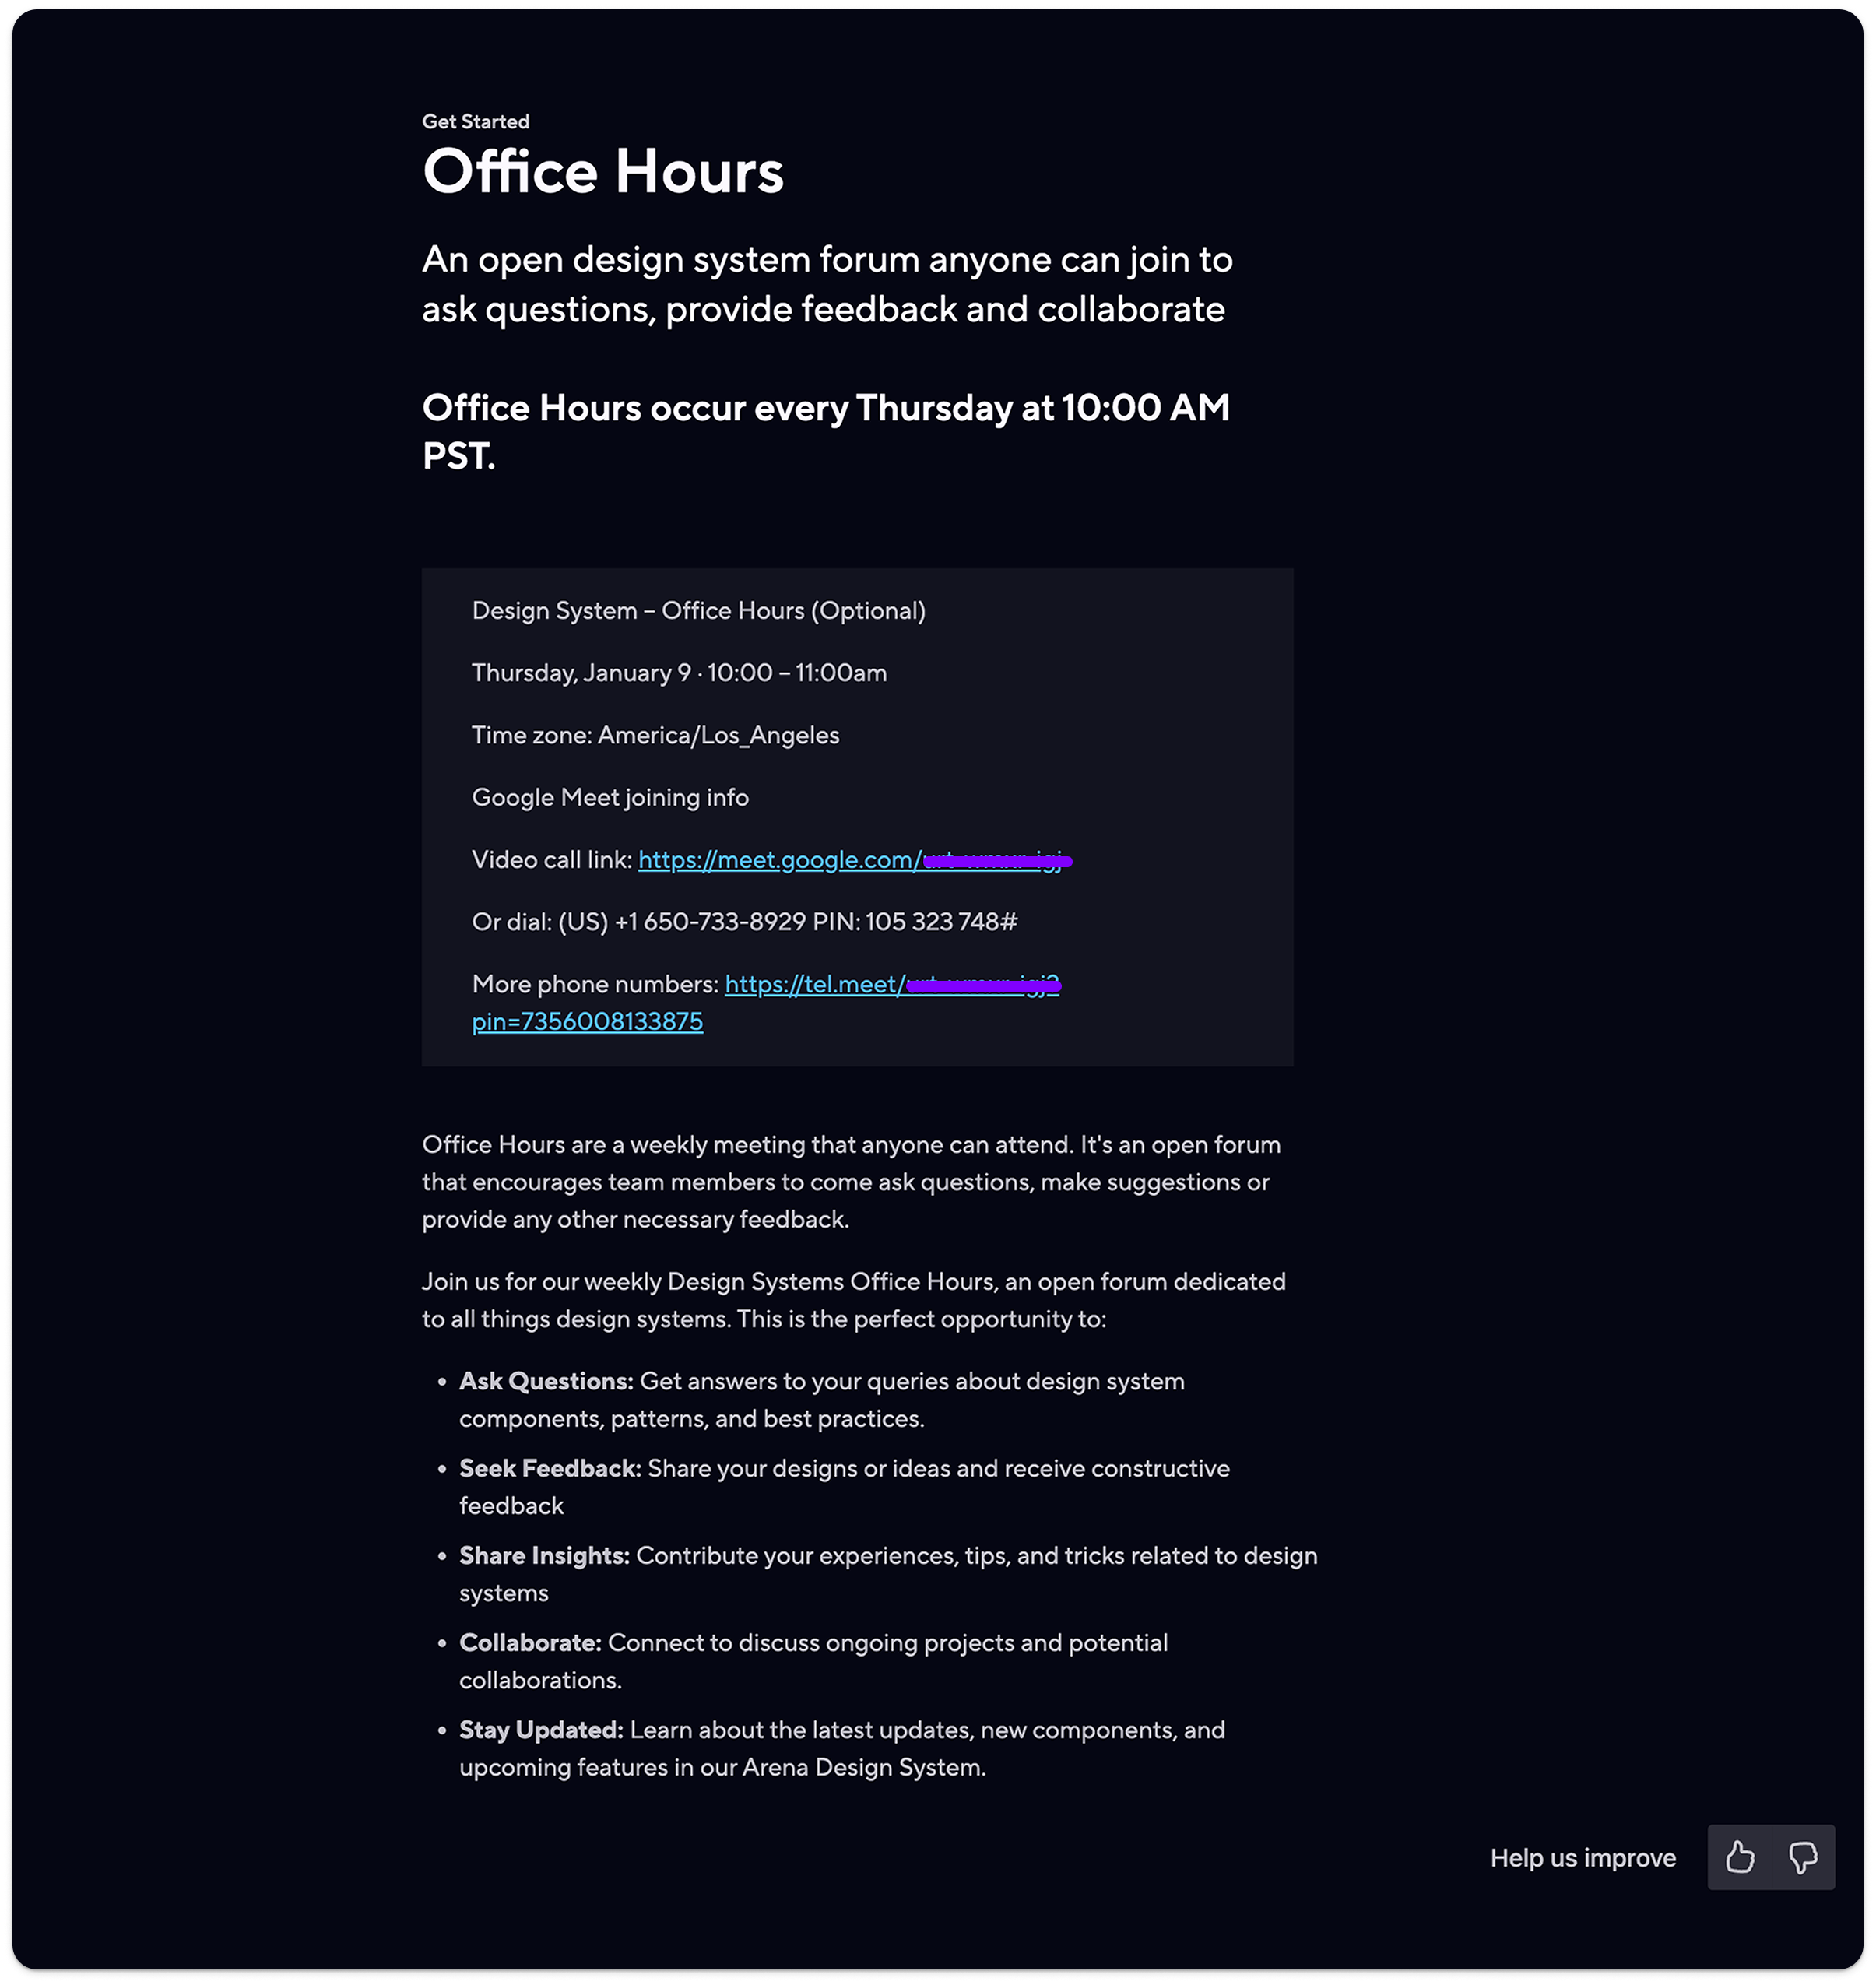 Get Started
Office Hours
An open design system forum anyone can join to
ask questions, provide feedback and collaborate
Office Hours occur every Thursday at 10:00 AM
PST.
Design System – Office Hours (Optional)
Thursday, January 9 · 10:00 – 11:00am
Time zone: America/Los_Angeles
Google Meet joining info
Video call link: https://meet.google.com/
Or dial: (US) +1 650-733-8929 PIN: 105 323 748#
More phone numbers: https://tel.meet/
pin=7356008133875
Office Hours are a weekly meeting that anyone can attend. It's an open forum
that encourages team members to come ask questions, make suggestions or
provide any other necessary feedback.
Join us for our weekly Design Systems Office Hours, an open forum dedicated
to all things design systems. This is the perfect opportunity to:
• Ask Questions: Get answers to your queries about design system
components, patterns, and best practices.
• Seek Feedback: Share your designs or ideas and receive constructive
feedback
• Share Insights: Contribute your experiences, tips, and tricks related to design
systems
• Collaborate: Connect to discuss ongoing projects and potential
collaborations.
• Stay Updated: Learn about the latest updates, new components, and
upcoming features in our Arena Design System.
Help us improve